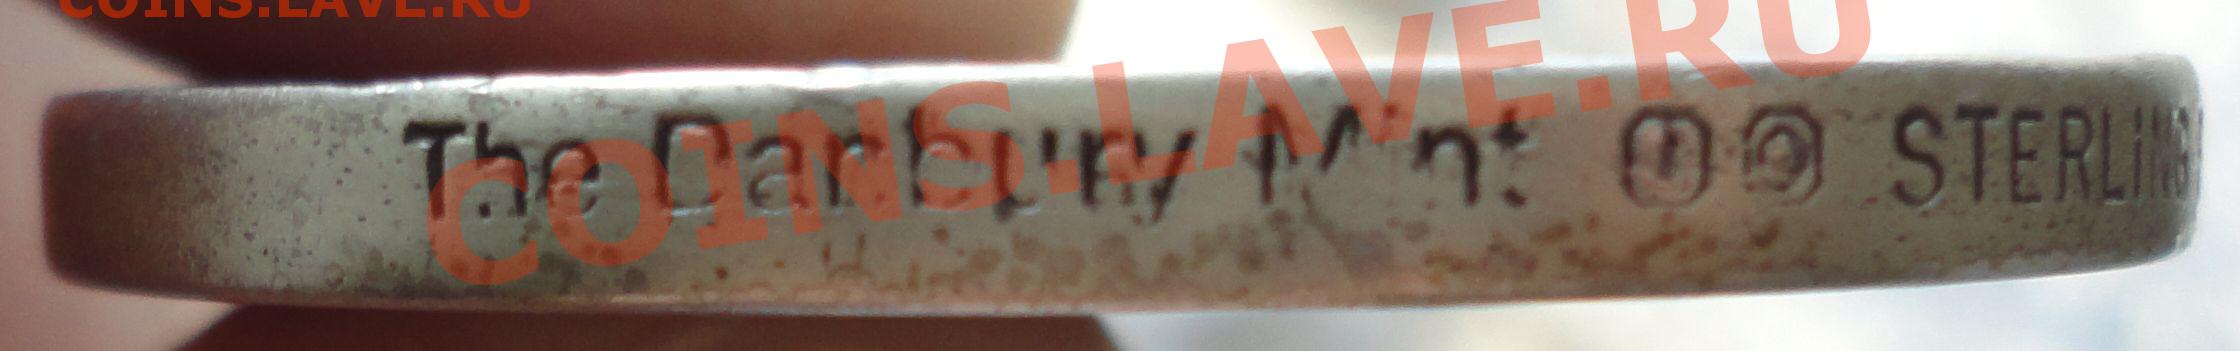 COINS.LAVE.RU
COINS.LAVE.RU
The Danbury Mint STERLING